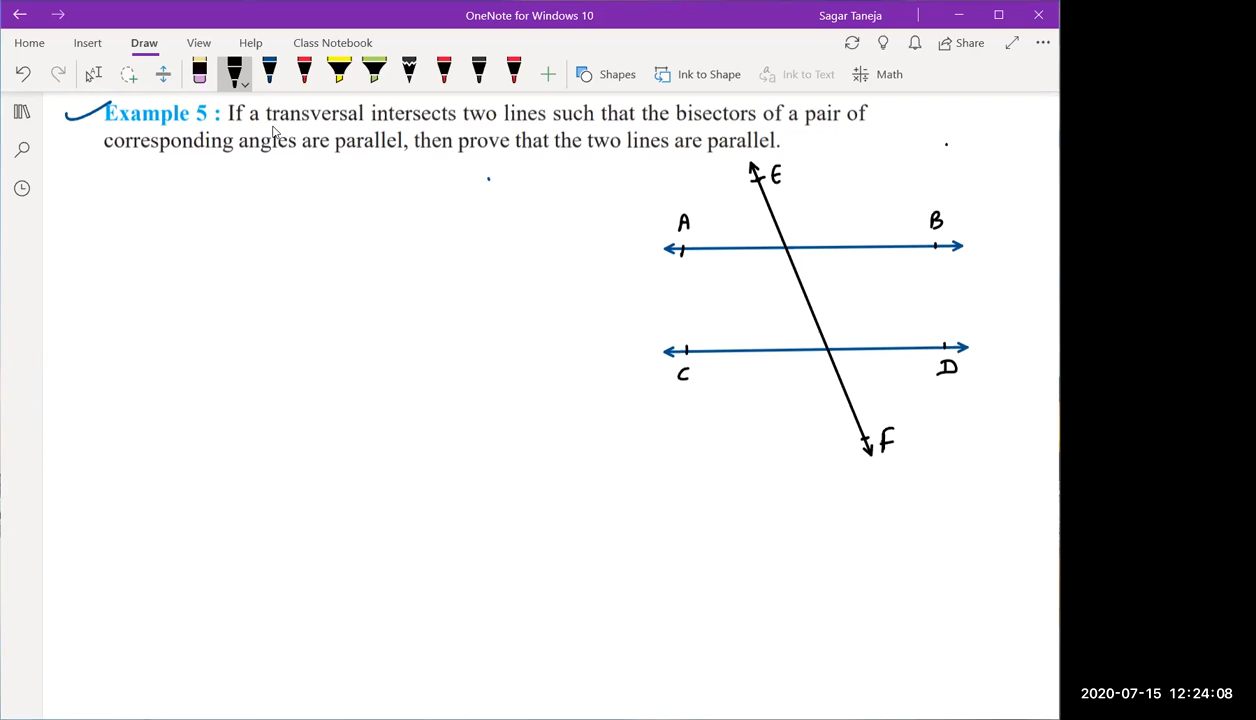 OneNote for Windows 10
Sagar Taneja
Home Insert Draw View Help Class Notebook
Share
Shapes Ink to Shape Ink to Text Math
Example 5 : If a transversal intersects two lines such that the bisectors of a pair of
corresponding angles are parallel, then prove that the two lines are parallel.
E
A B
C D
F
2020-07-15 12:24:08